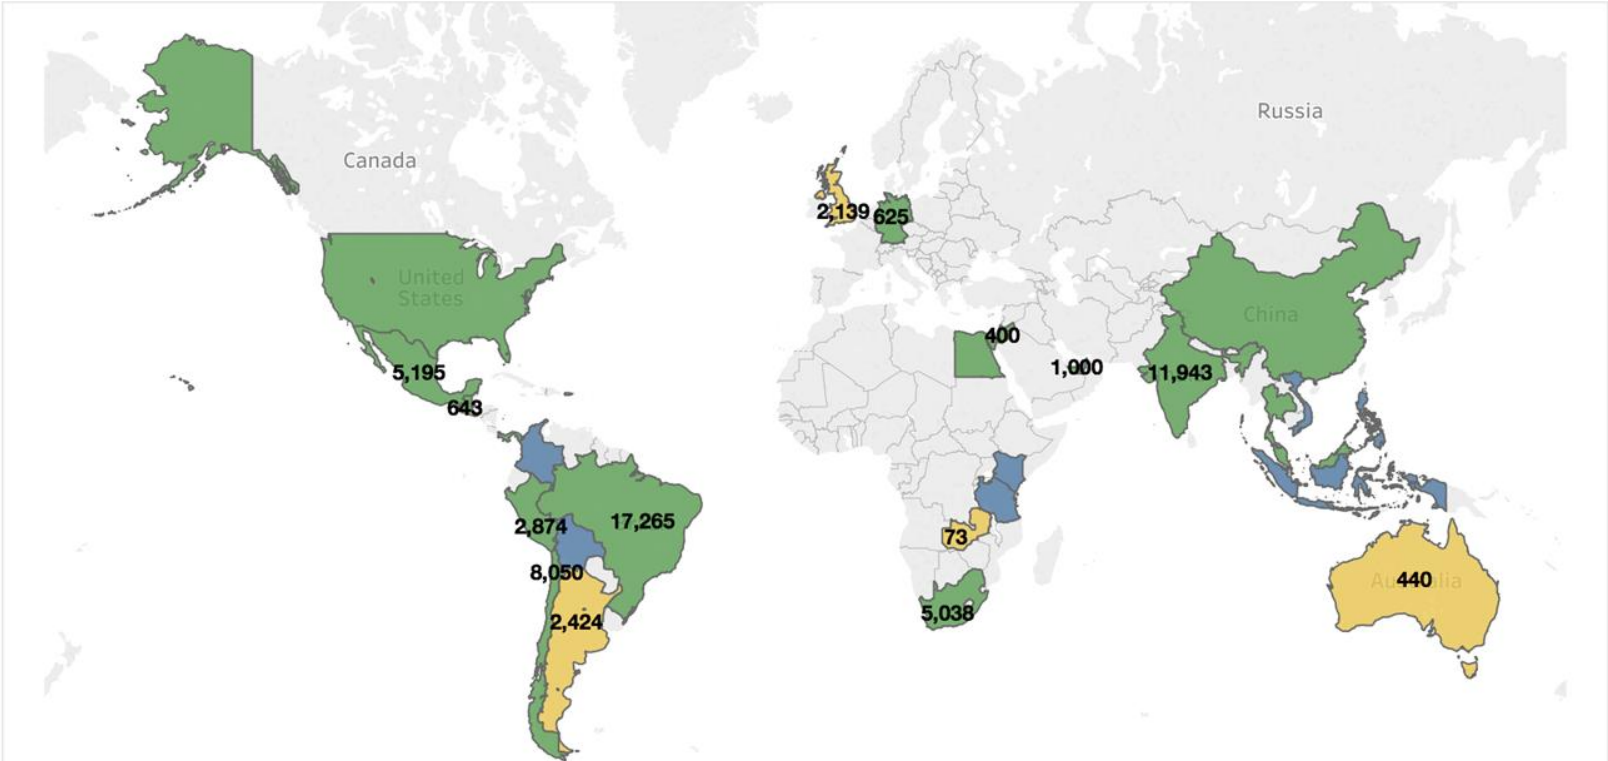 Russia
Canada
2,139
625
United
States
China
400
1,000
11,943
5,195
643
2,874
17,265
73
8,050
Australia
440
5,038
2,424